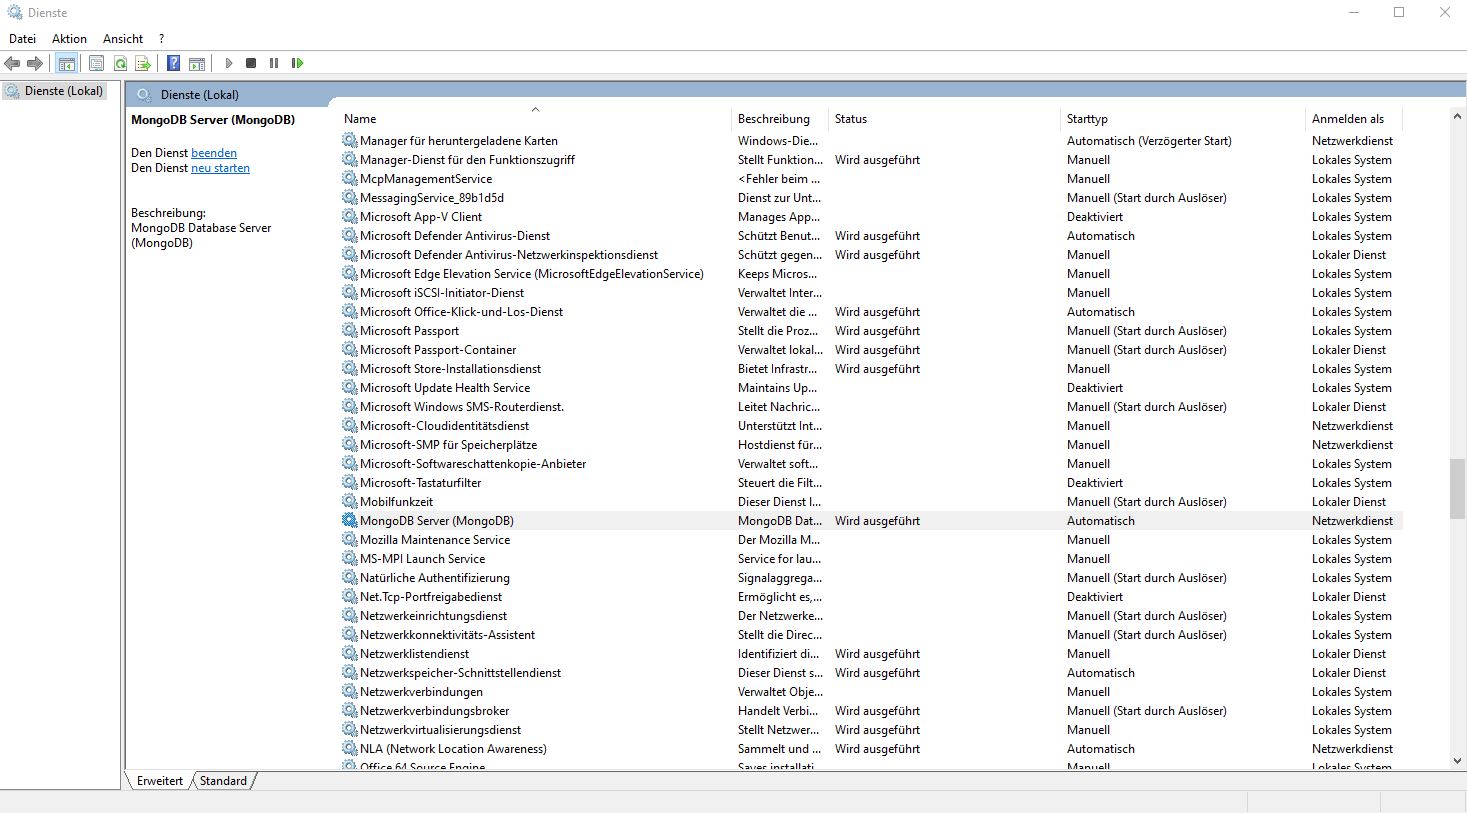 Dienste
Datei Aktion Ansicht ?
Dienste (Lokal)
Dienste (Lokal)
MongoDB Server (MongoDB)
Den Dienst beenden
Den Dienst neu starten
Beschreibung:
MongoDB Database Server
(MongoDB)
Name Beschreibung Status Starttyp Anmelden als
Manager für heruntergeladene Karten Windows-Die... Automatisch (Verzögerter Start) Netzwerkdienst
Manager-Dienst für den Funktionszugriff Stellt Funktion... Wird ausgeführt Manuell Lokales System
McpManagementService <Fehler beim ... Manuell Lokales System
MessagingService_89b1d5d Dienst zur Unt... Manuell (Start durch Auslöser) Lokales System
Microsoft App-V Client Manages App... Deaktiviert Lokales System
Microsoft Defender Antivirus-Dienst Schützt Benut... Wird ausgeführt Automatisch Lokales System
Microsoft Defender Antivirus-Netzwerkinspektionsdienst Schützt gegen... Wird ausgeführt Manuell Lokaler Dienst
Microsoft Edge Elevation Service (MicrosoftEdgeElevationService) Keeps Micros... Manuell Lokales System
Microsoft iSCSI-Initiator-Dienst Verwaltet Inter... Manuell Lokales System
Microsoft Office-Klick-und-Los-Dienst Verwaltet die ... Wird ausgeführt Automatisch Lokales System
Microsoft Passport Stellt die Proz... Wird ausgeführt Manuell (Start durch Auslöser) Lokales System
Microsoft Passport-Container Verwaltet lokal... Wird ausgeführt Manuell (Start durch Auslöser) Lokaler Dienst
Microsoft Store-Installationsdienst Bietet Infrastr... Wird ausgeführt Manuell Lokales System
Microsoft Update Health Service Maintains Up... Deaktiviert Lokales System
Microsoft Windows SMS-Routerdienst. Leitet Nachric... Manuell (Start durch Auslöser) Lokaler Dienst
Microsoft-Cloudidentitätsdienst Unterstützt Int... Manuell Netzwerkdienst
Microsoft-SMP für Speicherplätze Hostdienst für... Manuell Netzwerkdienst
Microsoft-Softwareschattenkopie-Anbieter Verwaltet soft... Manuell Lokales System
Microsoft-Tastaturfilter Steuert die Filt... Deaktiviert Lokales System
Mobilfunkzeit Dieser Dienst l... Manuell (Start durch Auslöser) Lokaler Dienst
MongoDB Server (MongoDB) MongoDB Dat... Wird ausgeführt Automatisch Netzwerkdienst
Mozilla Maintenance Service Der Mozilla M... Manuell Lokales System
MS-MPI Launch Service Service for lau... Manuell Lokales System
Natürliche Authentifizierung Signalaggrega... Manuell (Start durch Auslöser) Lokales System
Net.Tcp-Portfreigabedienst Ermöglicht es,... Deaktiviert Lokaler Dienst
Netzwerkeinrichtungsdienst Der Netzwerke... Manuell (Start durch Auslöser) Lokales System
Netzwerkkonnektivitäts-Assistent Stellt die Direc... Manuell (Start durch Auslöser) Lokales System
Netzwerklistendienst Identifiziert di... Wird ausgeführt Manuell Lokaler Dienst
Netzwerkspeicher-Schnittstellendienst Dieser Dienst s... Wird ausgeführt Automatisch Lokaler Dienst
Netzwerkverbindungen Verwaltet Obje... Manuell Lokales System
Netzwerkverbindungsbroker Handelt Verbi... Wird ausgeführt Manuell (Start durch Auslöser) Lokales System
Netzwerkvirtualisierungsdienst Stellt Netzwer... Wird ausgeführt Manuell Lokales System
NLA (Network Location Awareness) Sammelt und ... Wird ausgeführt Automatisch Netzwerkdienst
Office 64 Source Engine Saves installati... Manuell Lokales System
Erweitert Standard